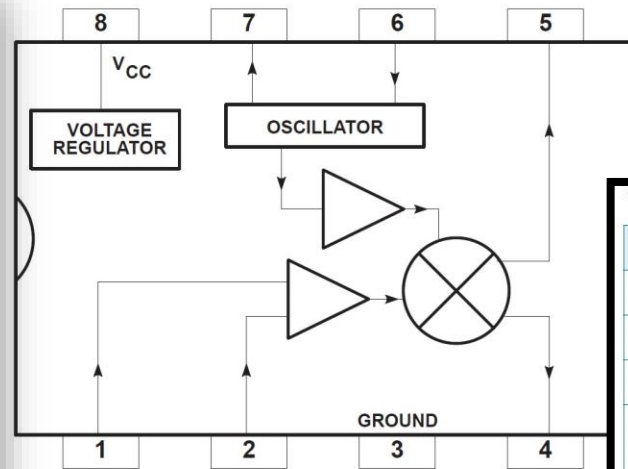 8 7 6 5
VCC
VOLTAGE
REGULATOR
OSCILLATOR
GROUND
1 2 3 4